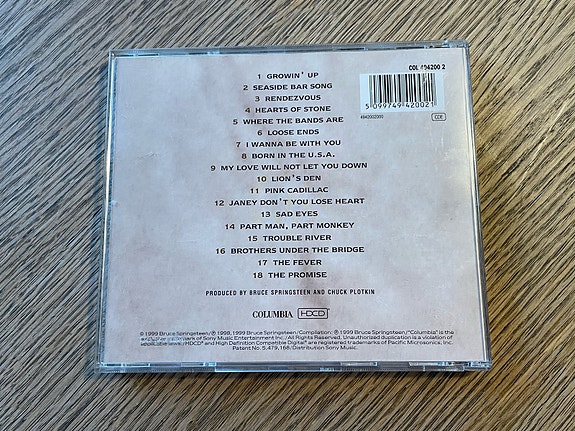 COL 494200 2
5 099749 420021
4942002000
CDE
1 GROWIN' UP
2 SEASIDE BAR SONG
3 RENDEZVOUS
4 HEARTS OF STONE
5 WHERE THE BANDS ARE
6 LOOSE ENDS
7 I WANNA BE WITH YOU
8 BORN IN THE U.S.A.
9 MY LOVE WILL NOT LET YOU DOWN
10 LION'S DEN
11 PINK CADILLAC
12 JANEY DON'T YOU LOSE HEART
13 SAD EYES
14 PART MAN, PART MONKEY
15 TROUBLE RIVER
16 BROTHERS UNDER THE BRIDGE
17 THE FEVER
18 THE PROMISE
PRODUCED BY BRUCE SPRINGSTEEN AND CHUCK PLOTKIN
COLUMBIA HDCD
© 1999 Bruce Springsteen/℗ 1998, 1999 Bruce Springsteen/Compilation: ℗ 1999 Bruce Springsteen/"Columbia" is the
trademark of Sony Music Entertainment Inc./All Rights Reserved. Unauthorized duplication is a violation of
applicable laws./HDCD® and High Definition Compatible Digital® are registered trademarks of Pacific Microsonics, Inc.
Patent No. 5,479,168/Distribution Sony Music.